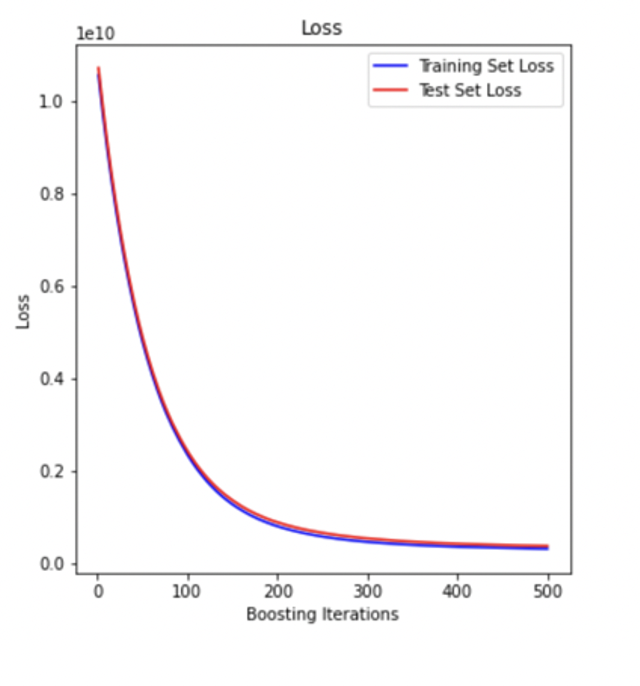 Loss
1e10
Training Set Loss
Test Set Loss
1.0
0.8
0.6
0.4
0.2
0.0
Loss
0 100 200 300 400 500
Boosting Iterations